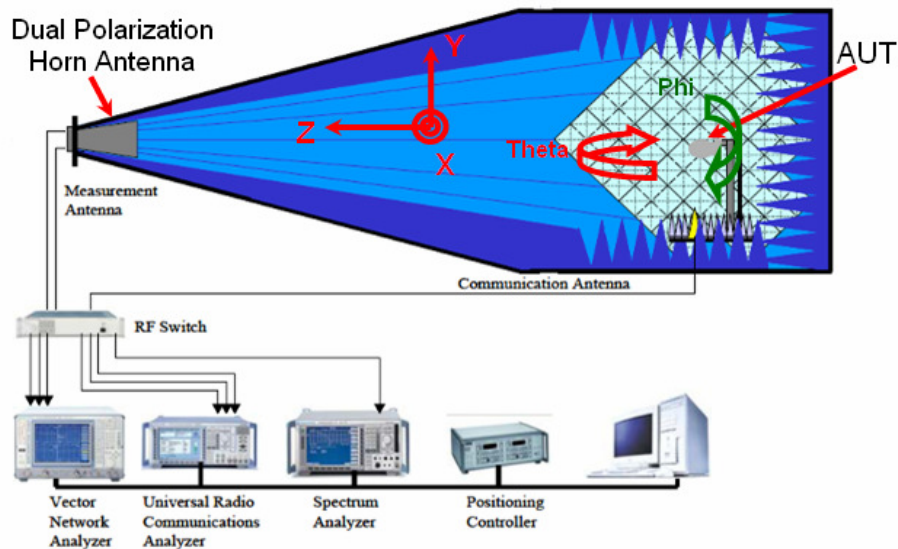 Dual Polarization
Horn Antenna
Y
AUT
Phi
Z
X
Theta
Measurement
Antenna
Communication Antenna
RF Switch
Vector
Network
Analyzer
Universal Radio
Communications
Analyzer
Spectrum
Analyzer
Positioning
Controller